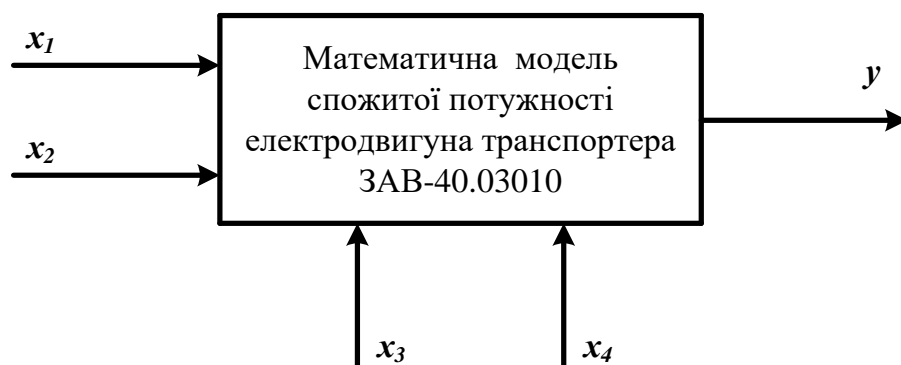 x1
x2
Математична модель
спожитої потужності
електродвигуна транспортера
ЗАВ-40.03010
y
x3
x4